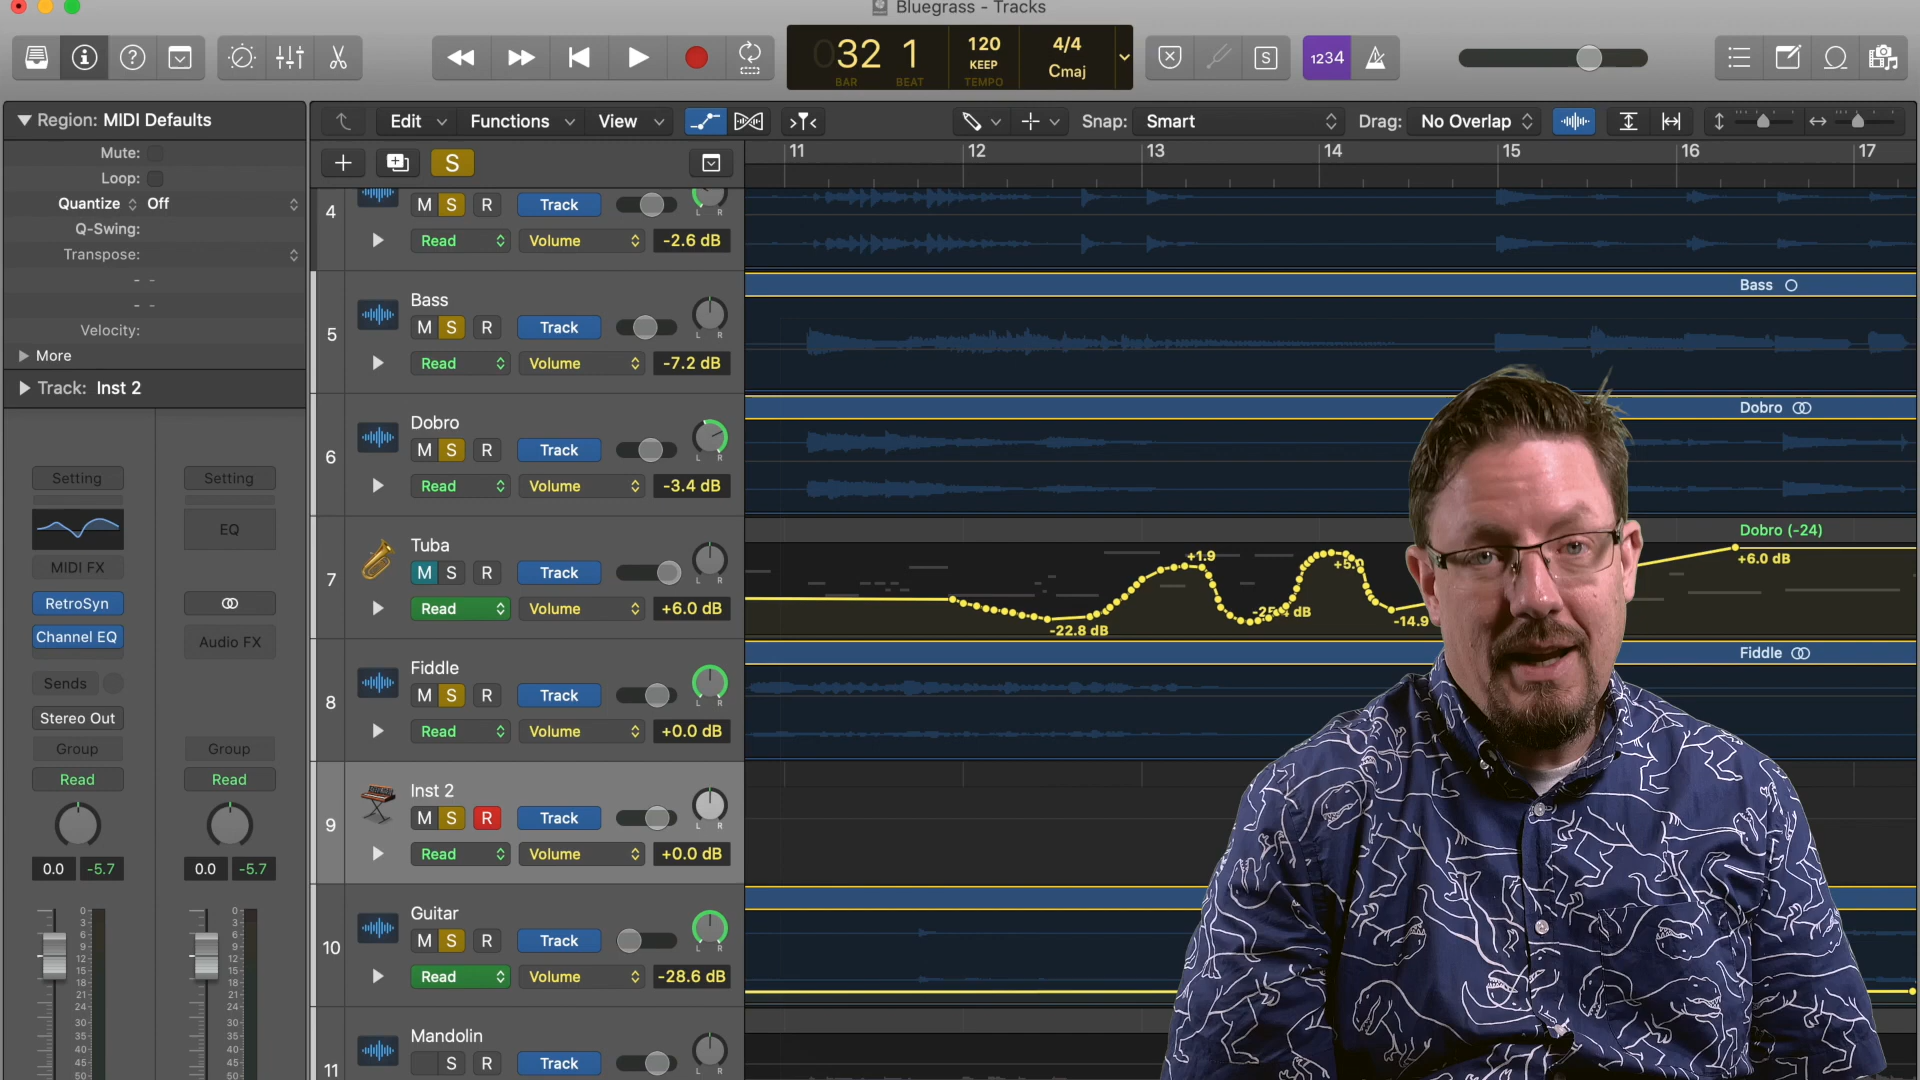 Bluegrass - Tracks
32 1
BAR BEAT
120
KEEP
TEMPO
4/4
Cmaj
S
1234
Region: MIDI Defaults
Mute:
Loop:
Quantize Off
Q-Swing:
Transpose:
Velocity:
More
Track: Inst 2
Setting Setting
EQ
MIDI FX
RetroSyn
Channel EQ
Audio FX
Sends
Stereo Out
Group Group
Read Read
0.0 -5.7 0.0 -5.7
Edit Functions View Snap: Smart Drag: No Overlap
S
11 12 13 14 15 16 17
4 M S R Track
L R
Read Volume -2.6 dB
Bass
5 M S R Track
Read Volume -7.2 dB
Bass
Dobro
6 M S R Track
Read Volume -3.4 dB
Dobro
Tuba
7 M S R Track
Read Volume +6.0 dB
Dobro (-24)
+1.9
+6.0 dB
-22.8 dB
-14.9
Fiddle
8 M S R Track
Read Volume +0.0 dB
Fiddle
Inst 2
9 M S R Track
Read Volume +0.0 dB
Guitar
10 M S R Track
Read Volume -28.6 dB
Mandolin
11 S R Track